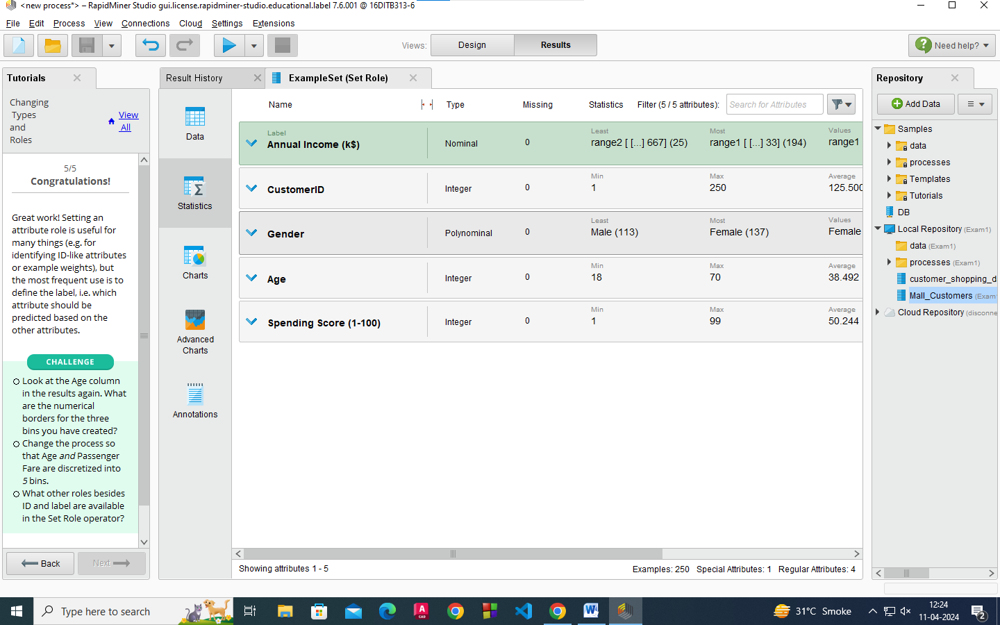 <new process*> – RapidMiner Studio gui.license.rapidminer-studio.educational.label 7.6.001 @ 16DITB313-6
File Edit Process View Connections Cloud Settings Extensions
Views: Design Results
Need help?
Tutorials
Changing Types and Roles
View All
5/5
Congratulations!
Great work! Setting an
attribute role is useful for
many things (e.g. for
identifying ID-like attributes
or example weights), but
the most frequent use is to
define the label, i.e. which
attribute should be
predicted based on the
other attributes.
CHALLENGE
Look at the Age column
in the results again. What
are the numerical
borders for the three
bins you have created?
Change the process so
that Age and Passenger
Fare are discretized into
5 bins.
What other roles besides
ID and label are available
in the Set Role operator?
Back Next
Result History
ExampleSet (Set Role)
Data
Statistics
Charts
Advanced Charts
Annotations
Name Type Missing Statistics Filter (5 / 5 attributes): Search for Attributes
Label Least Most Values
Annual Income (k$) Nominal 0 range2 [ [...] 667] (25) range1 [ [...] 33] (194) range1
Min Max Average
CustomerID Integer 0 1 250 125.500
Least Most Values
Gender Polynominal 0 Male (113) Female (137) Female
Min Max Average
Age Integer 0 18 70 38.492
Min Max Average
Spending Score (1-100) Integer 0 1 99 50.244
Showing attributes 1 - 5
Examples: 250 Special Attributes: 1 Regular Attributes: 4
Repository
Add Data
Samples
data
processes
Templates
Tutorials
DB
Local Repository (Exam1)
data (Exam1)
processes (Exam1)
customer_shopping_d
Mall_Customers (Exam
Cloud Repository (disconne
Type here to search
CAD
31°C Smoke
12:24
11-04-2024
2